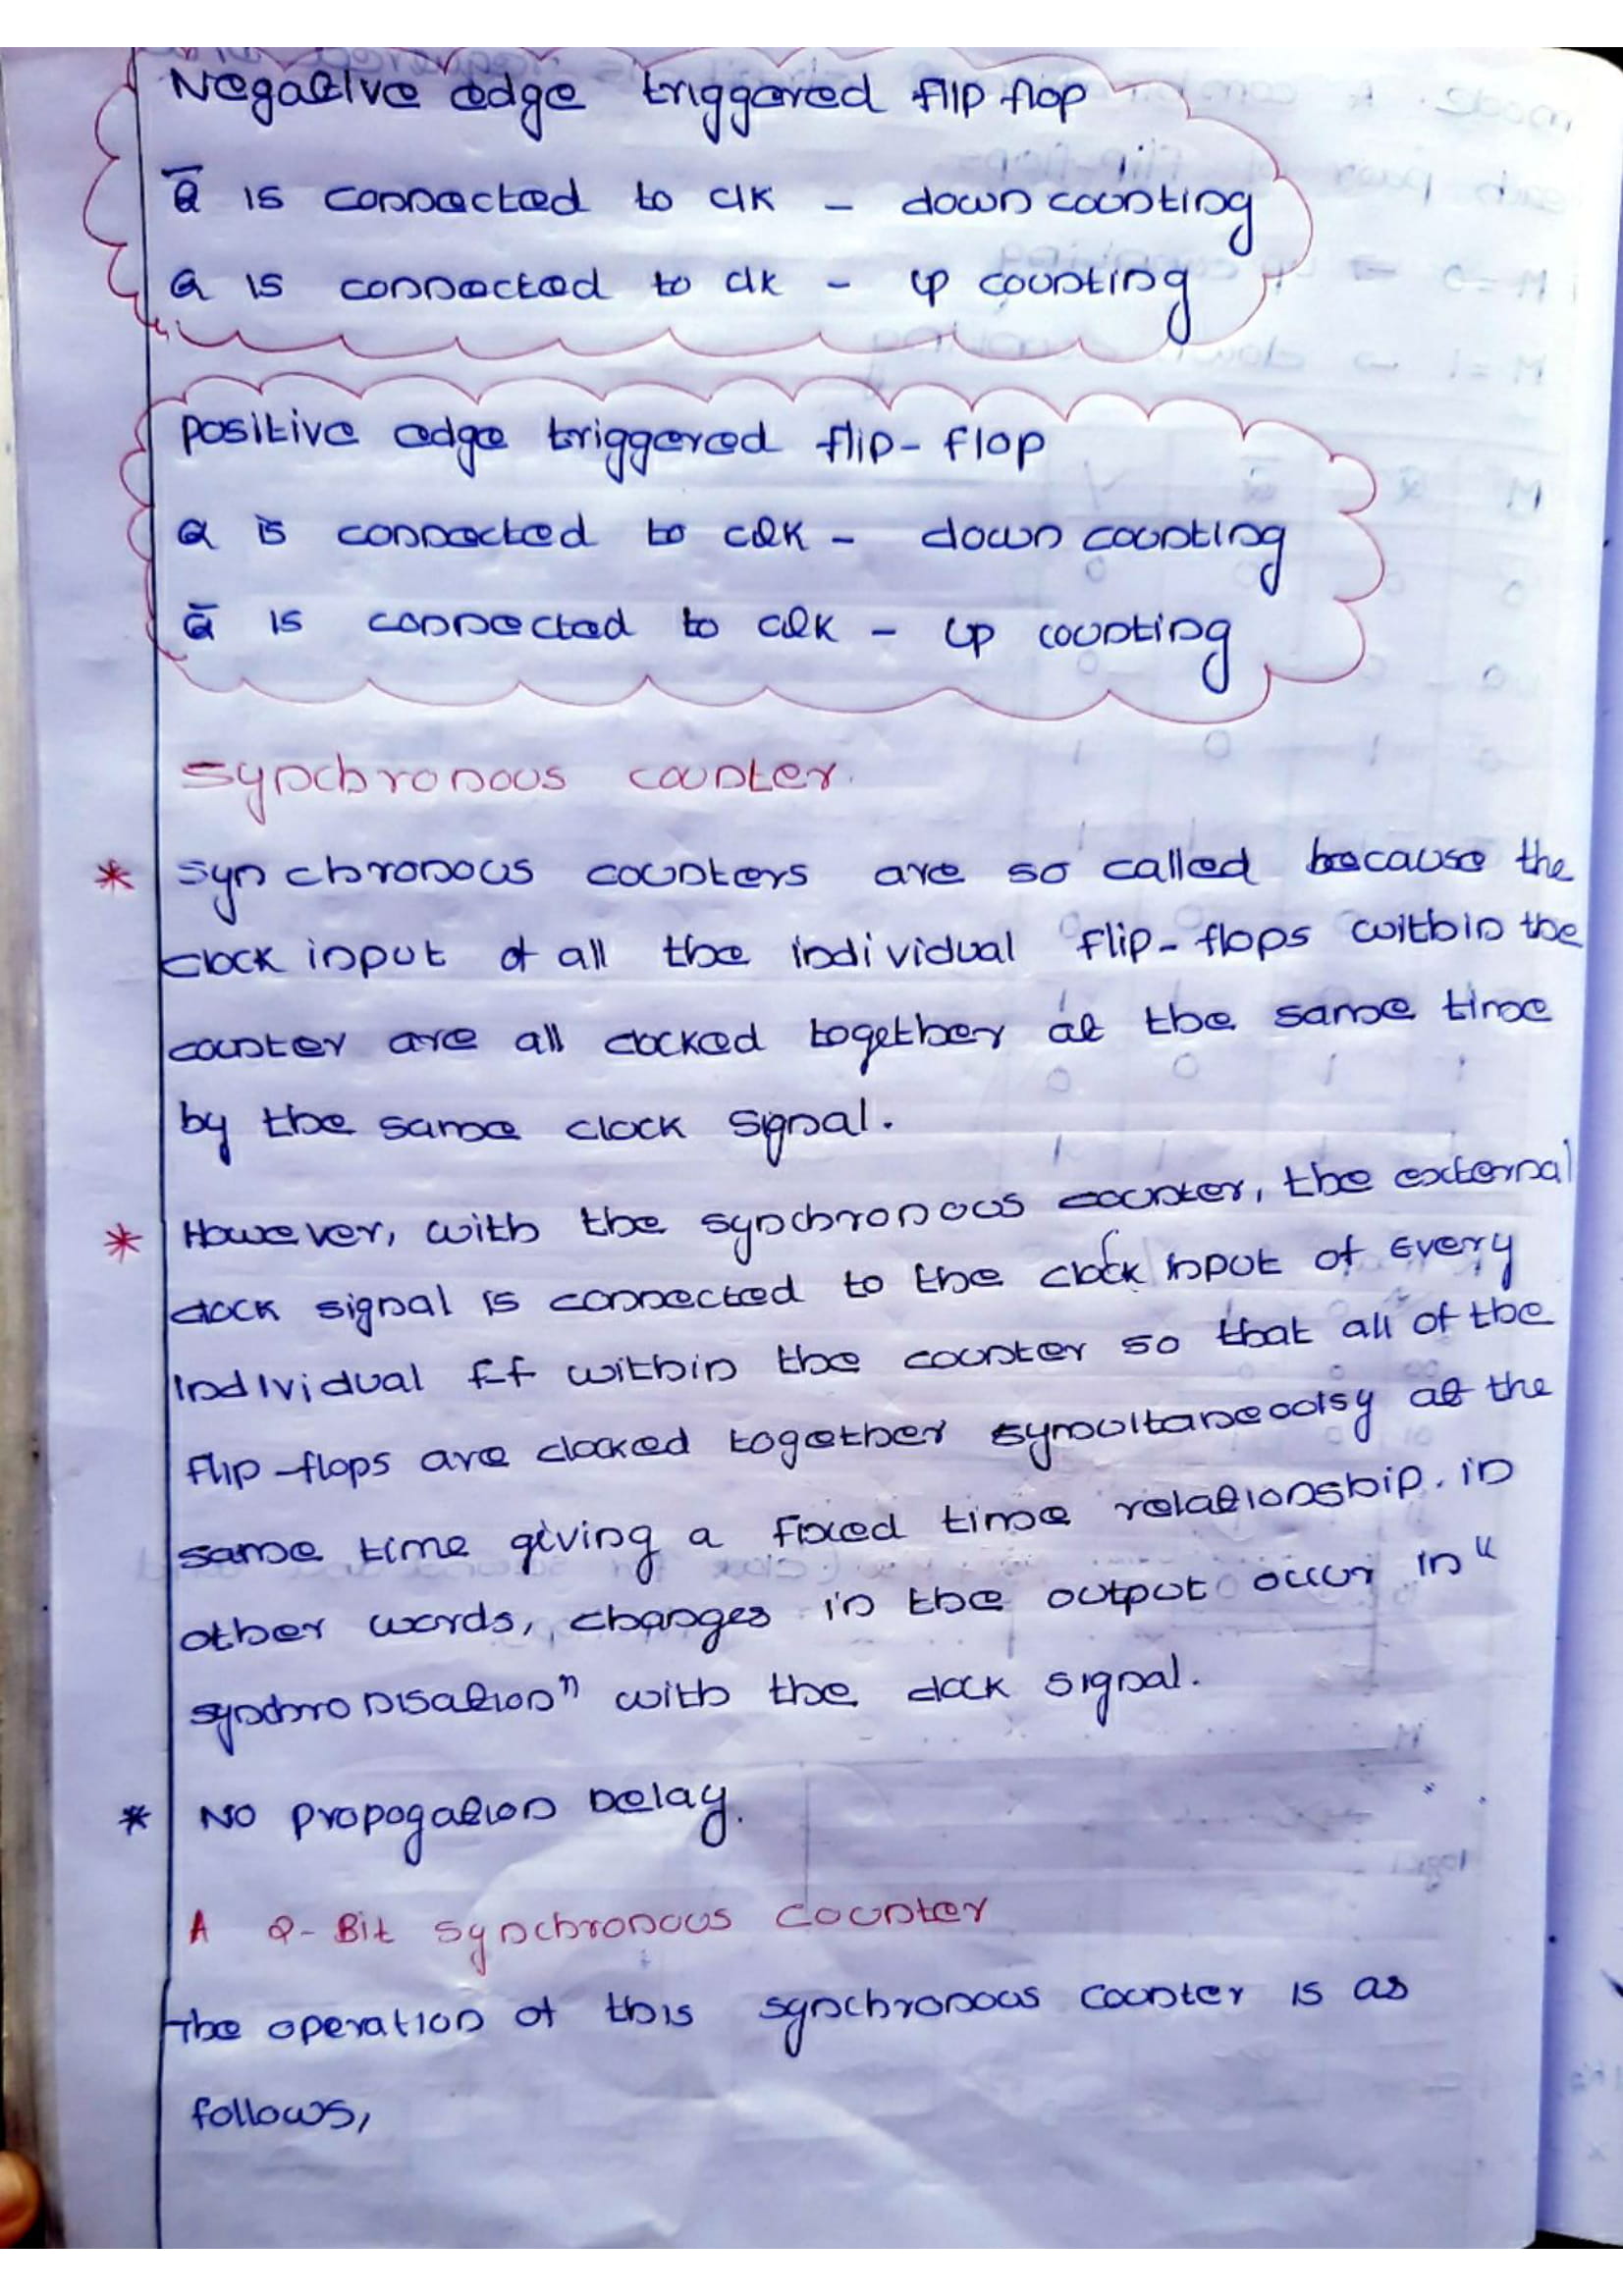 Negative edge triggered flip flop
Q̅ is connected to clk - down counting
Q is connected to clk - up counting
positive edge triggered flip-flop
Q is connected to clk - down counting
Q̅ is connected to clk - up counting
synchronous counter.
* synchronous counters are so called because the
clock input of all the individual flip-flops within the
counter are all clocked together at the same time
by the same clock signal.
* However, with the synchronous counter, the external
clock signal is connected to the clock input of Every
Individual ff within the counter so that all of the
flip-flops are clocked together symoultaneoolsy at the
same time giving a fixed time relationship. in
other words, changes in the output occur in "
synchronisation" with the clock signal.
* No propogation Delay.
A 2-Bit synchronous counter
The operation of this synchronous counter is as
follows,